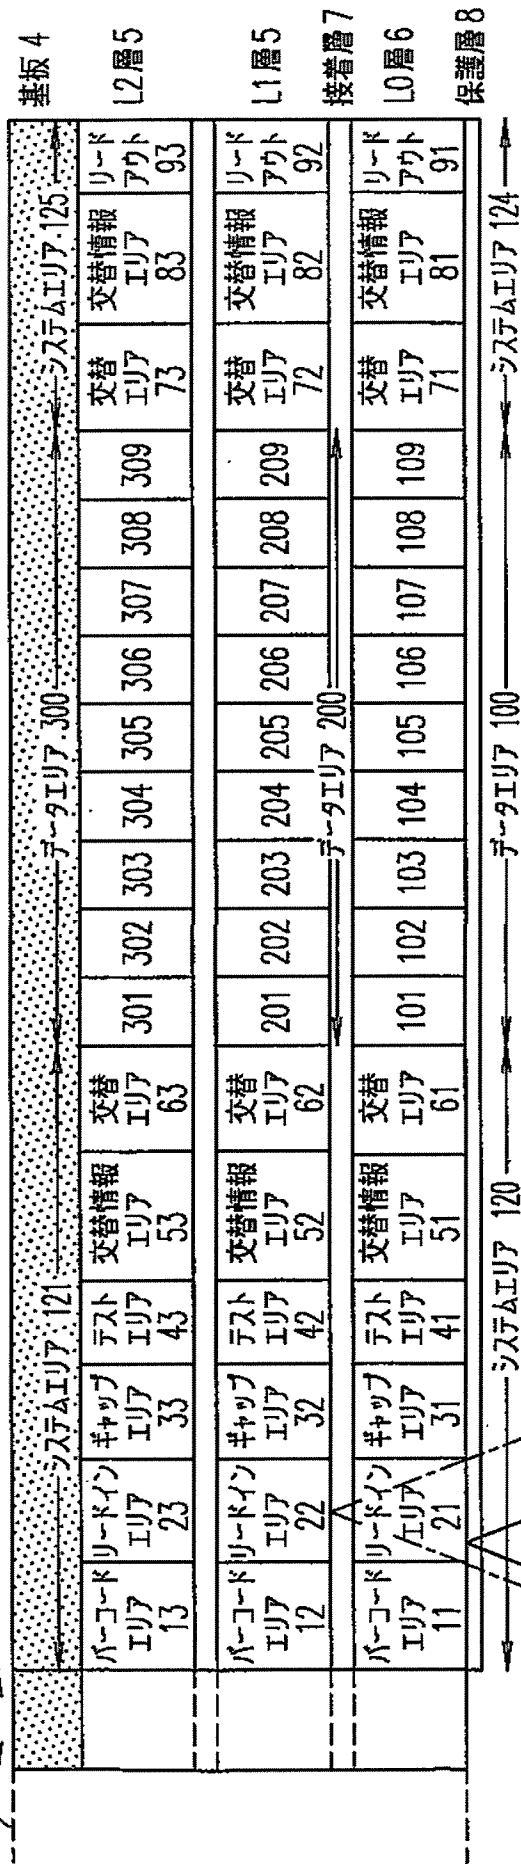 基板 4
システムエリア 121
データエリア 300
システムエリア 125
L2層5
バーコード
エリア
13
リードイン
エリア
23
ギャップ
エリア
33
テスト
エリア
43
交替情報
エリア
53
交替
エリア
63
301
302
303
304
305
306
307
308
309
交替
エリア
73
交替情報
エリア
83
リード
アウト
93
L1層5
バーコード
エリア
12
リードイン
エリア
22
ギャップ
エリア
32
テスト
エリア
42
交替情報
エリア
52
交替
エリア
62
201
202
203
204
205
206
207
208
209
交替
エリア
72
交替情報
エリア
82
リード
アウト
92
接着層7
データエリア 200
L0層6
バーコード
エリア
11
リードイン
エリア
21
ギャップ
エリア
31
テスト
エリア
41
交替情報
エリア
51
交替
エリア
61
101
102
103
104
105
106
107
108
109
交替
エリア
71
交替情報
エリア
81
リード
アウト
91
保護層8
システムエリア 120
データエリア 100
システムエリア 124